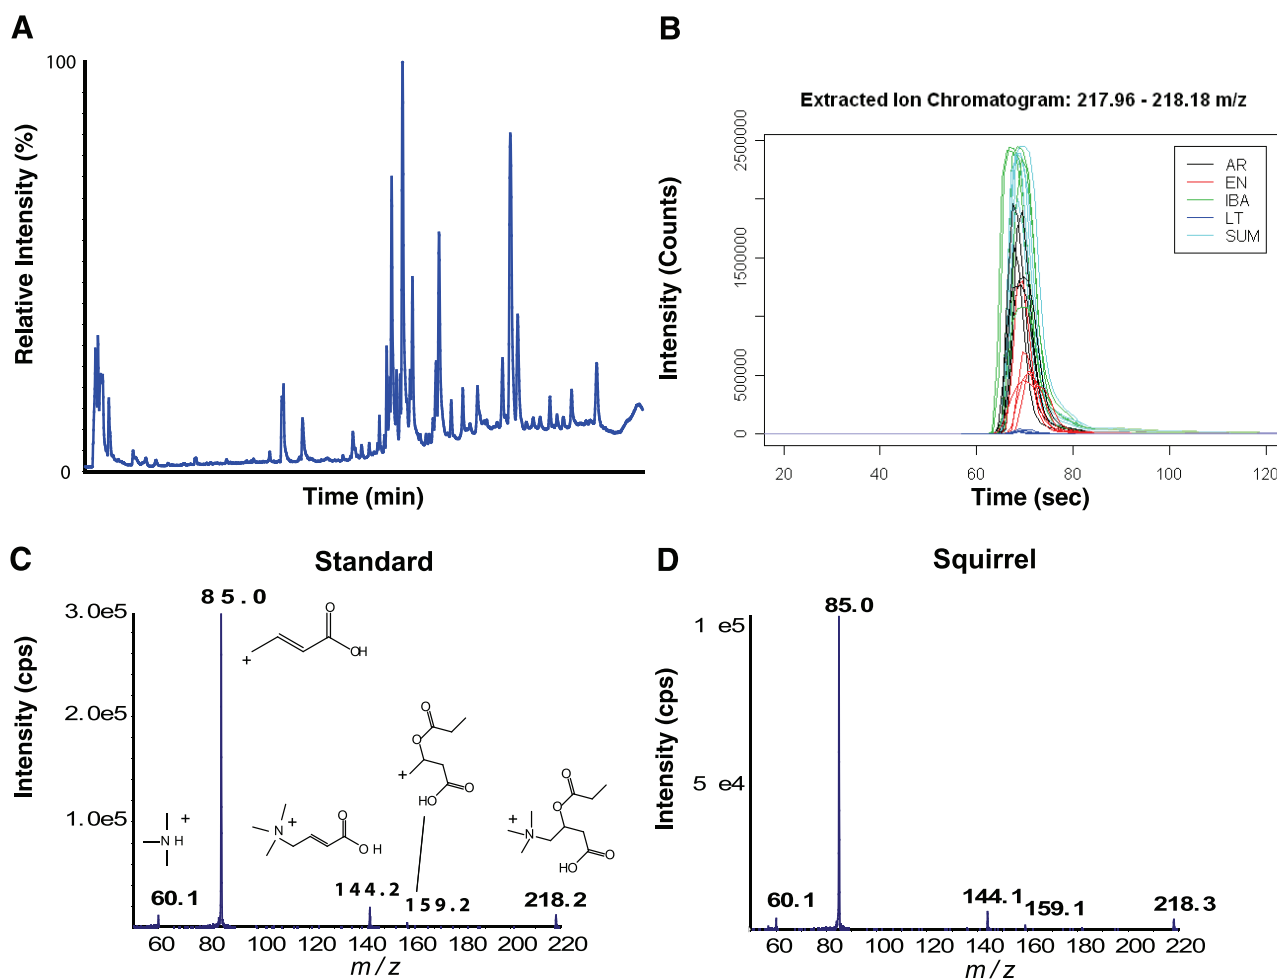 A
100
Relative Intensity (%)
0
Time (min)
B
Extracted Ion Chromatogram: 217.96 - 218.18 m/z
Intensity (Counts)
2500000
1500000
500000
0
AR
EN
IBA
LT
SUM
20 40 60 80 100 120
Time (sec)
C
Standard
Intensity (cps)
3.0e5
2.0e5
1.0e5
85.0
O
OH
+
O
O
+
HO
O
N H
+
N
+
O
O H
O
O
+
N
HO
O
60.1
144.2
159.2
218.2
60 80 100 120 140 160 180 200 220
m/z
D
Squirrel
Intensity (cps)
1 e5
5 e4
85.0
60.1
144.1
159.1
218.3
60 80 100 120 140 160 180 200 220
m/z